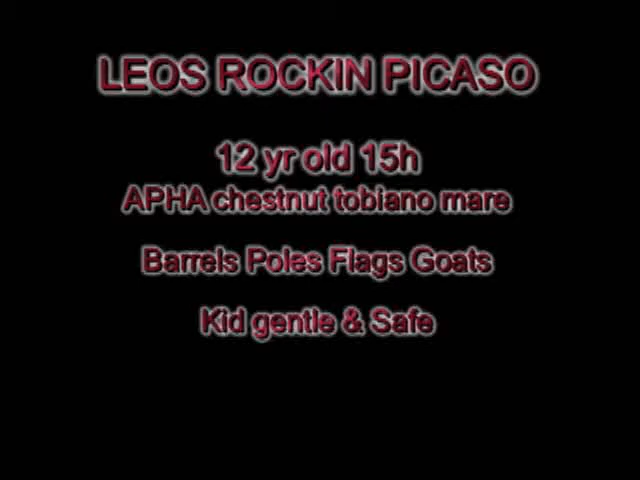 LEOS ROCKIN PICASO
12 yr old 15h
APHA chestnut tobiano mare
Barrels Poles Flags Goats
Kid gentle & Safe